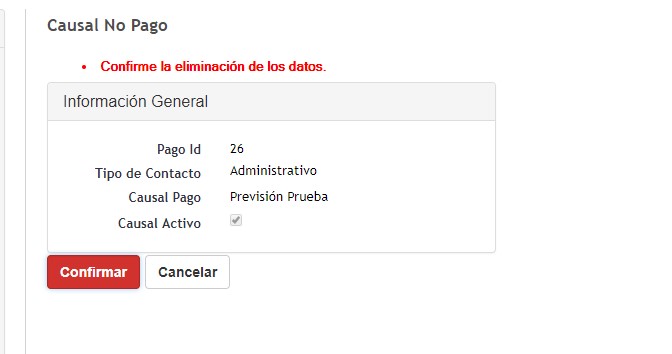 Causal No Pago
Confirme la eliminación de los datos.
Información General
Pago Id 26
Tipo de Contacto Administrativo
Causal Pago Previsión Prueba
Causal Activo
Confirmar Cancelar